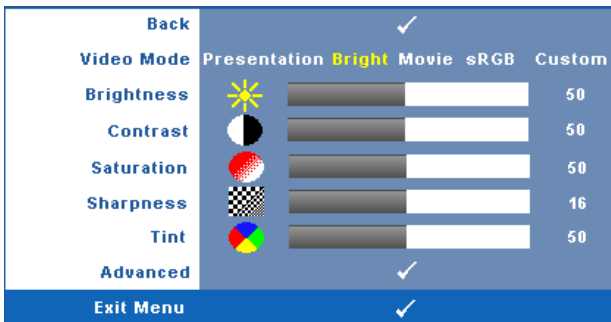 Back
Video Mode Presentation Bright Movie sRGB Custom
Brightness 50
Contrast 50
Saturation 50
Sharpness 16
Tint 50
Advanced
Exit Menu